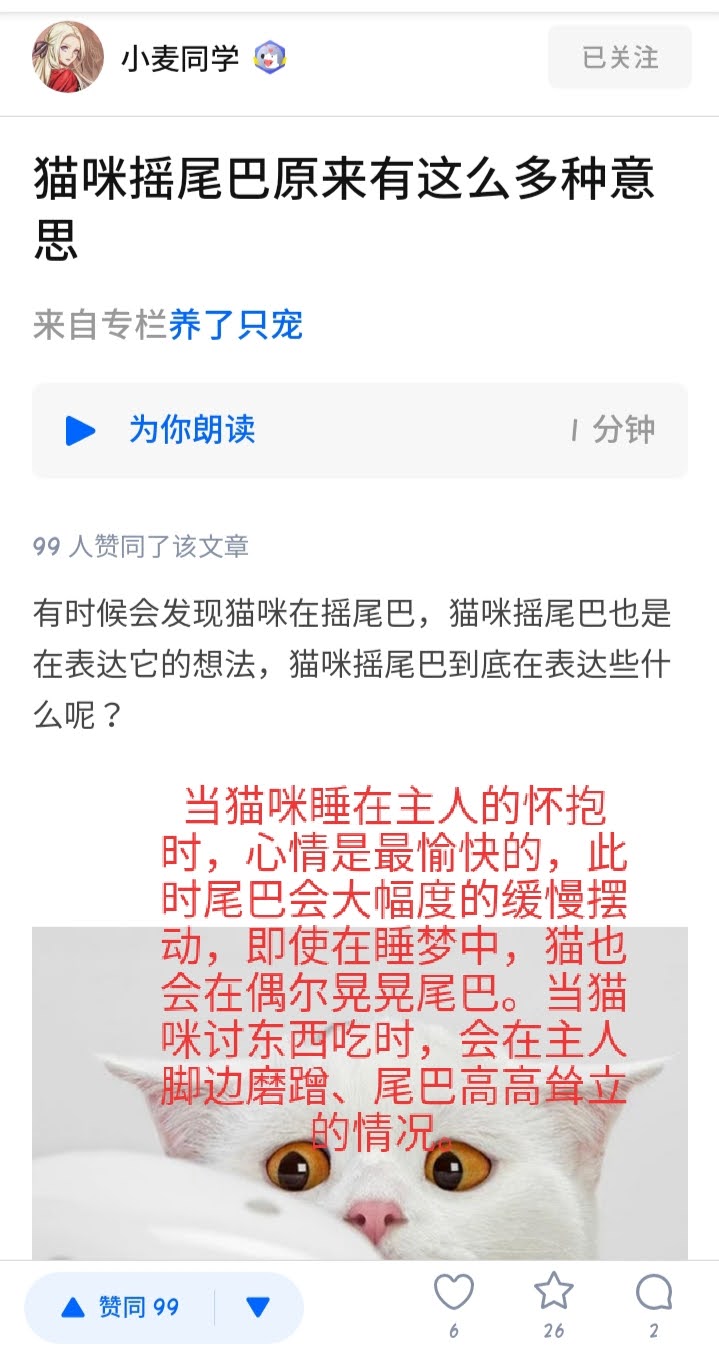 小麦同学
已关注
猫咪摇尾巴原来有这么多种意
思
来自专栏养了只宠
为你朗读
1 分钟
99 人赞同了该文章
有时候会发现猫咪在摇尾巴，猫咪摇尾巴也是
在表达它的想法，猫咪摇尾巴到底在表达些什
么呢？
当猫咪睡在主人的怀抱
时，心情是最愉快的，此
时尾巴会大幅度的缓慢摆
动，即使在睡梦中，猫也
会在偶尔晃晃尾巴。当猫
咪讨东西吃时，会在主人
脚边磨蹭、尾巴高高耸立
的情况。
赞同 99
6
26
2